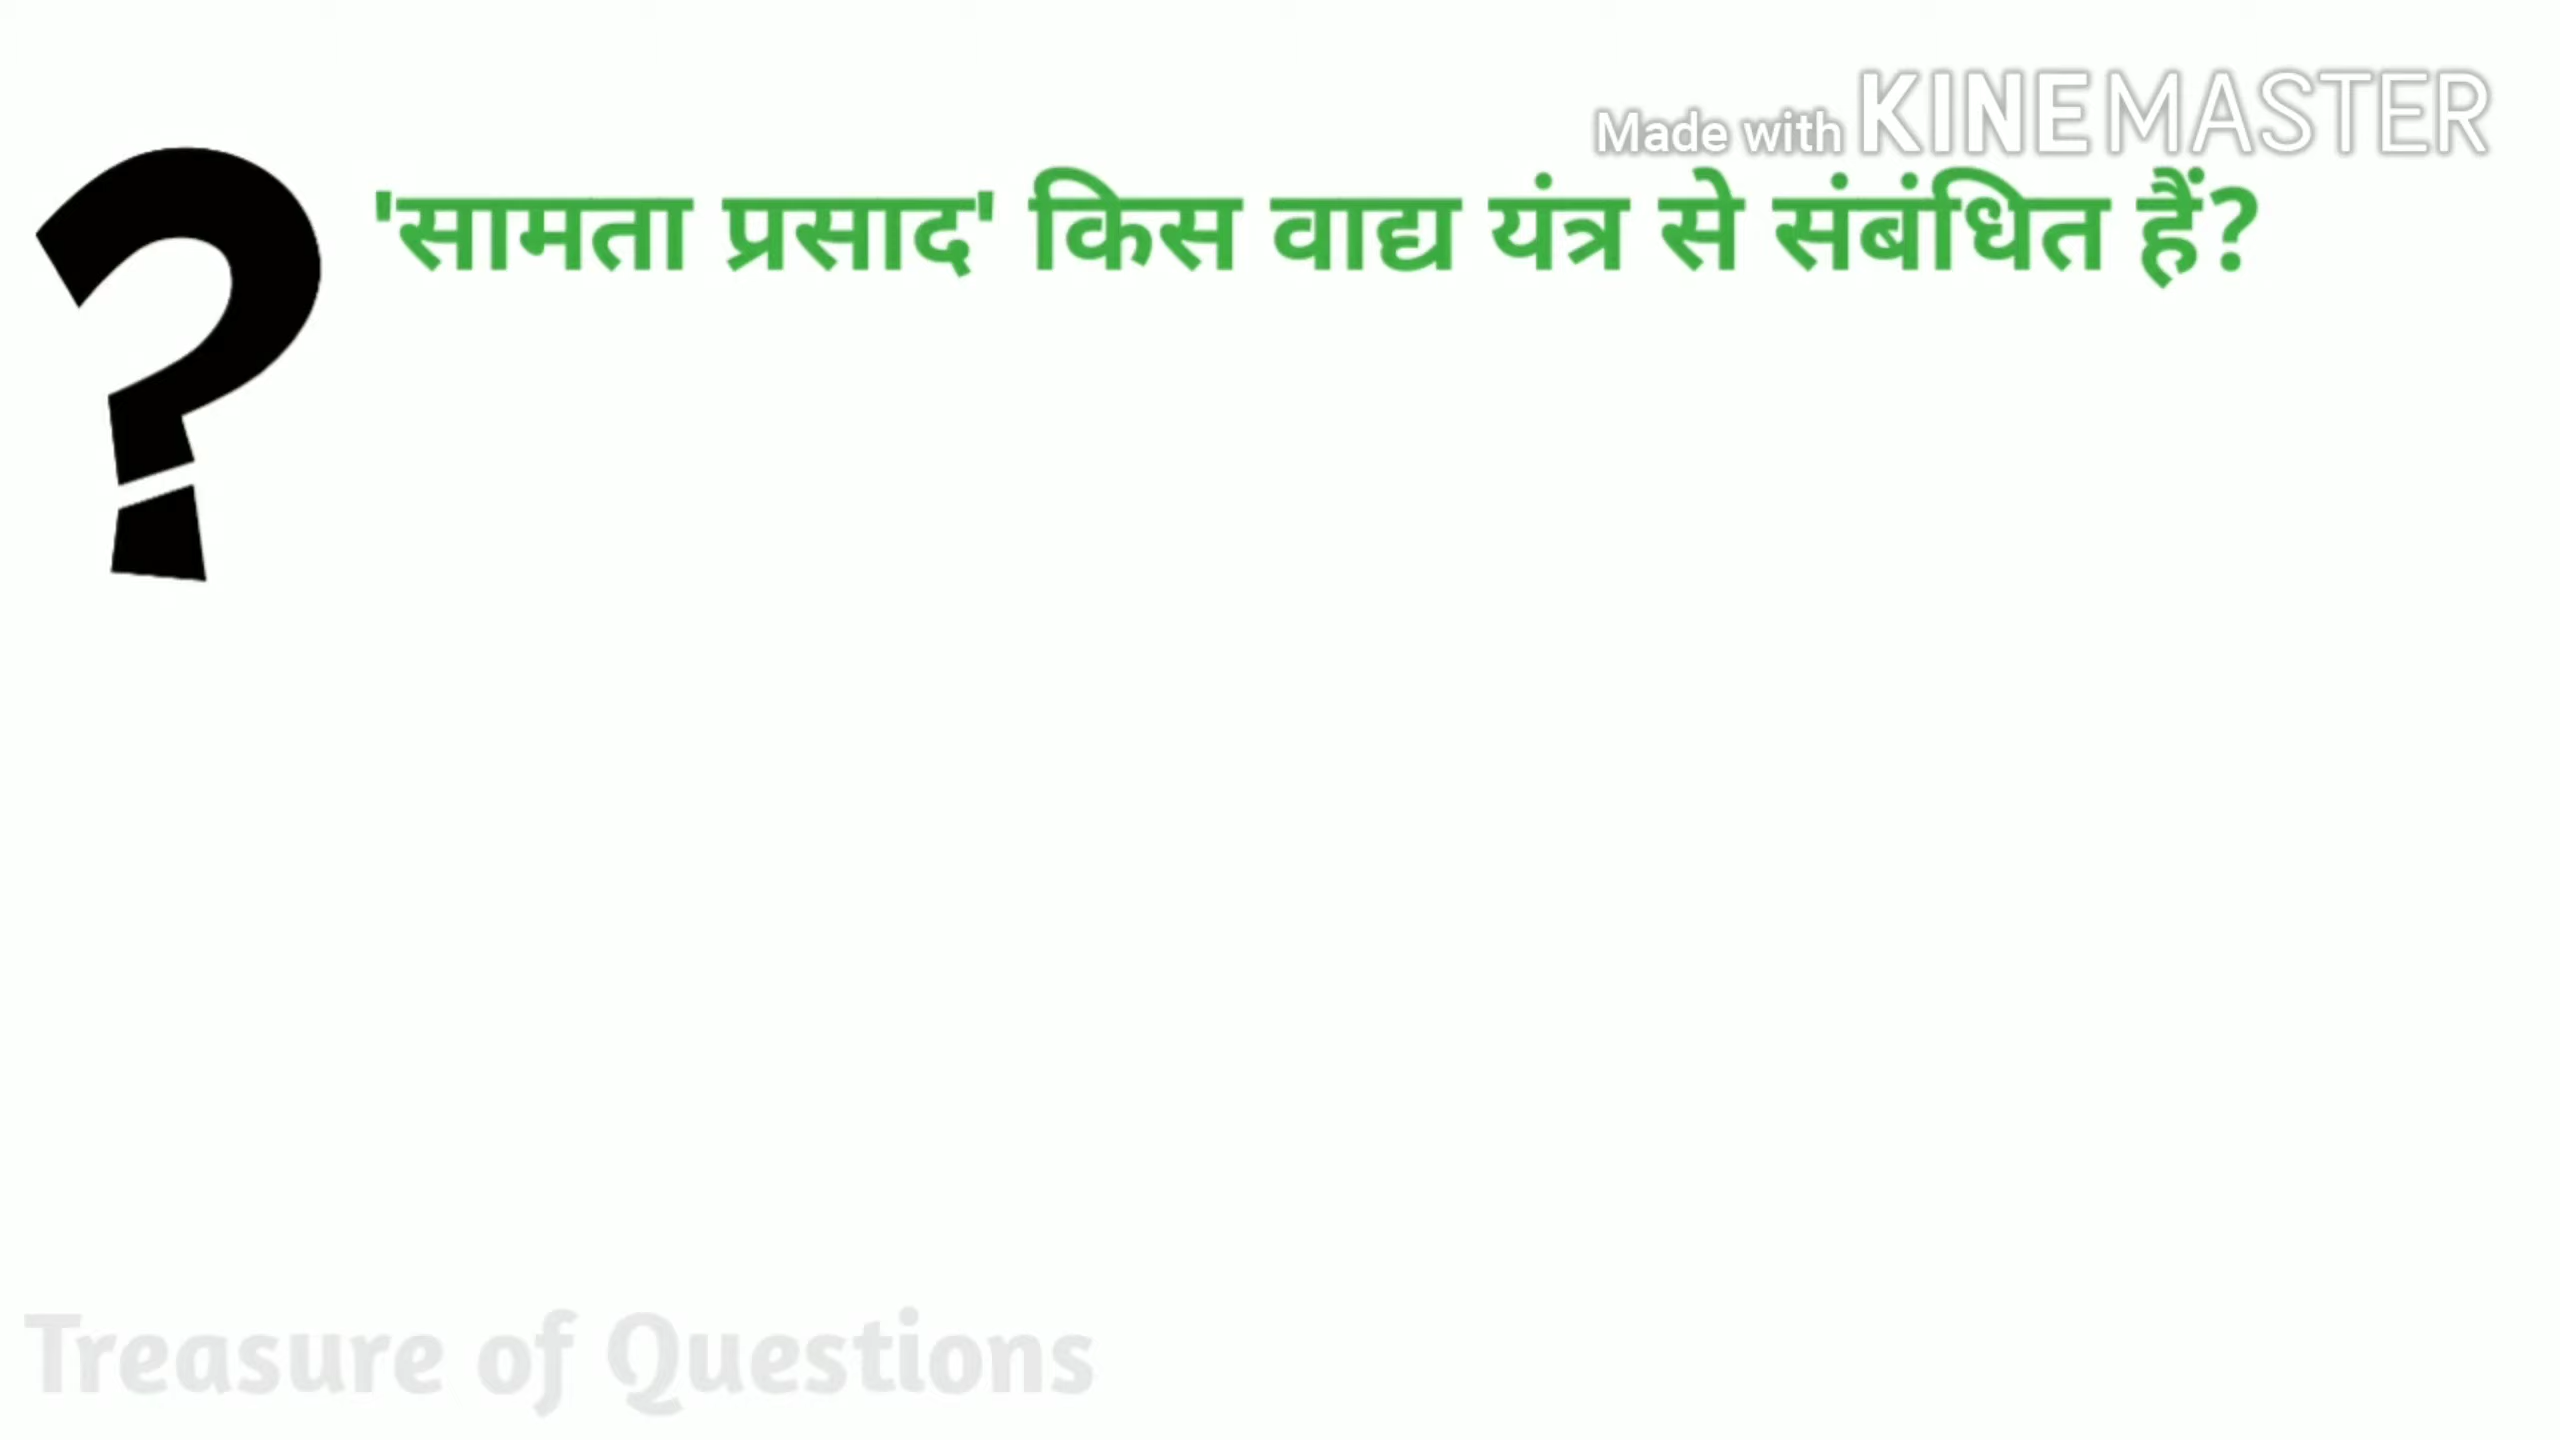 Made with KINEMASTER
'सामता प्रसाद' किस वाद्य यंत्र से संबंधित हैं?
Treasure of Questions